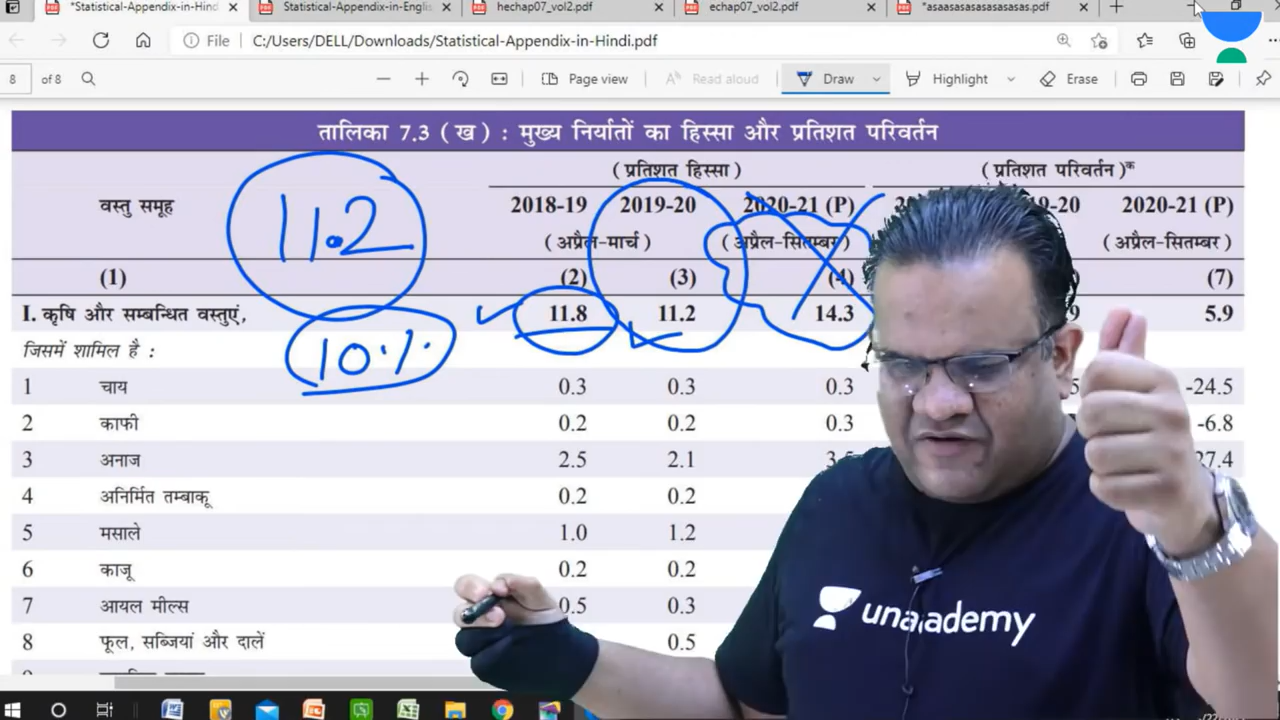 *Statistical-Appendix-in-Hindi
Statistical-Appendix-in-Englis
hechap07_vol2.pdf
echap07_vol2.pdf
*asaasasasasasasas.pdf
File C:/Users/DELL/Downloads/Statistical-Appendix-in-Hindi.pdf
8 of 8 Page view Read aloud Draw Highlight Erase
तालिका 7.3 (ख) : मुख्य निर्यातों का हिस्सा और प्रतिशत परिवर्तन
(प्रतिशत हिस्सा) (प्रतिशत परिवर्तन)क
वस्तु समूह 2018-19 2019-20 2020-21 (P) 2020-21 (P)
(अप्रैल-मार्च) (अप्रैल-सितम्बर) (अप्रैल-सितम्बर)
(1) (2) (3) (4) (7)
11.2
I. कृषि और सम्बन्धित वस्तुएं, 11.8 11.2 14.3 5.9
10%
जिसमें शामिल है :
1 चाय 0.3 0.3 0.3 -24.5
2 काफी 0.2 0.2 0.3 -6.8
3 अनाज 2.5 2.1
4 अनिर्मित तम्बाकू 0.2 0.2
5 मसाले 1.0 1.2
6 काजू 0.2 0.2
7 आयल मील्स 0.5 0.3
8 फूल, सब्जियां और दालें 0.5
unacademy